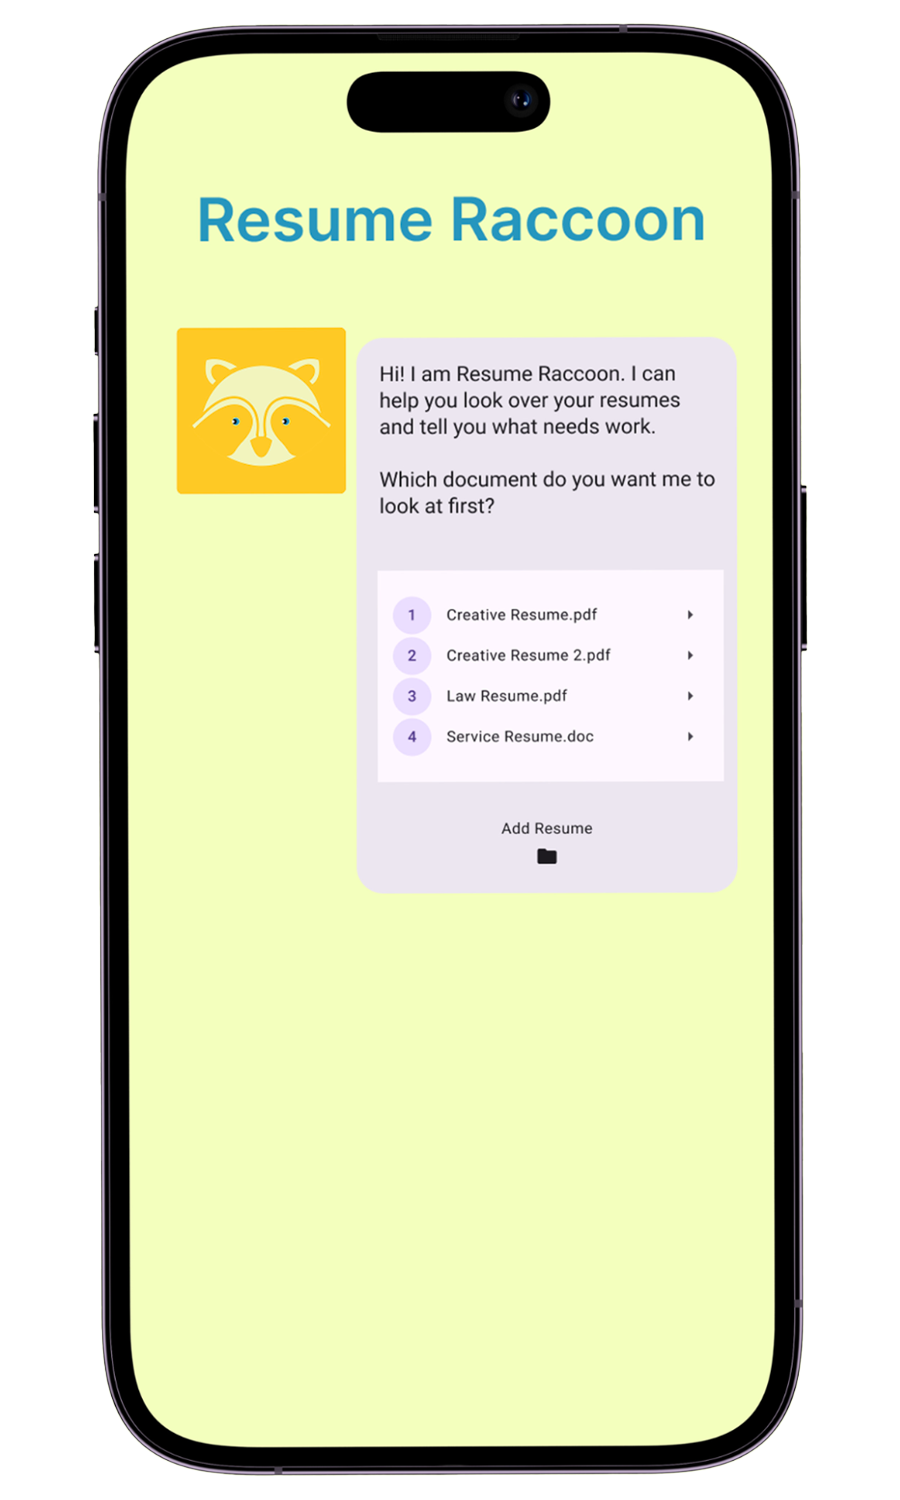 Resume Raccoon
Hi! I am Resume Raccoon. I can
help you look over your resumes
and tell you what needs work.
Which document do you want me to
look at first?
1 Creative Resume.pdf
2 Creative Resume 2.pdf
3 Law Resume.pdf
4 Service Resume.doc
Add Resume